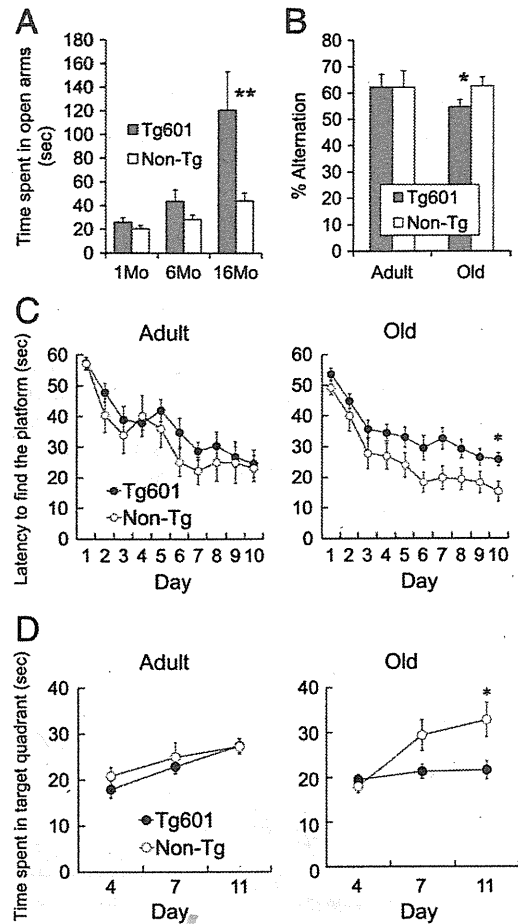 A
Time spent in open arms
(sec)
180
160
140
120
100
80
60
40
20
0
**
Tg601
Non-Tg
1Mo 6Mo 16Mo
B
% Alternation
80
70
60
50
40
30
20
10
0
*
Tg601
Non-Tg
Adult Old
C
Latency to find the platform (sec)
Adult
60
50
40
30
20
10
0
Tg601
Non-Tg
1 2 3 4 5 6 7 8 9 10
Day
Old
60
50
40
30
20
10
0
*
1 2 3 4 5 6 7 8 9 10
Day
D
Time spent in target quadrant (sec)
Adult
40
30
20
10
0
Tg601
Non-Tg
4 7 11
Day
Old
40
30
20
10
0
*
Tg601
Non-Tg
4 7 11
Day